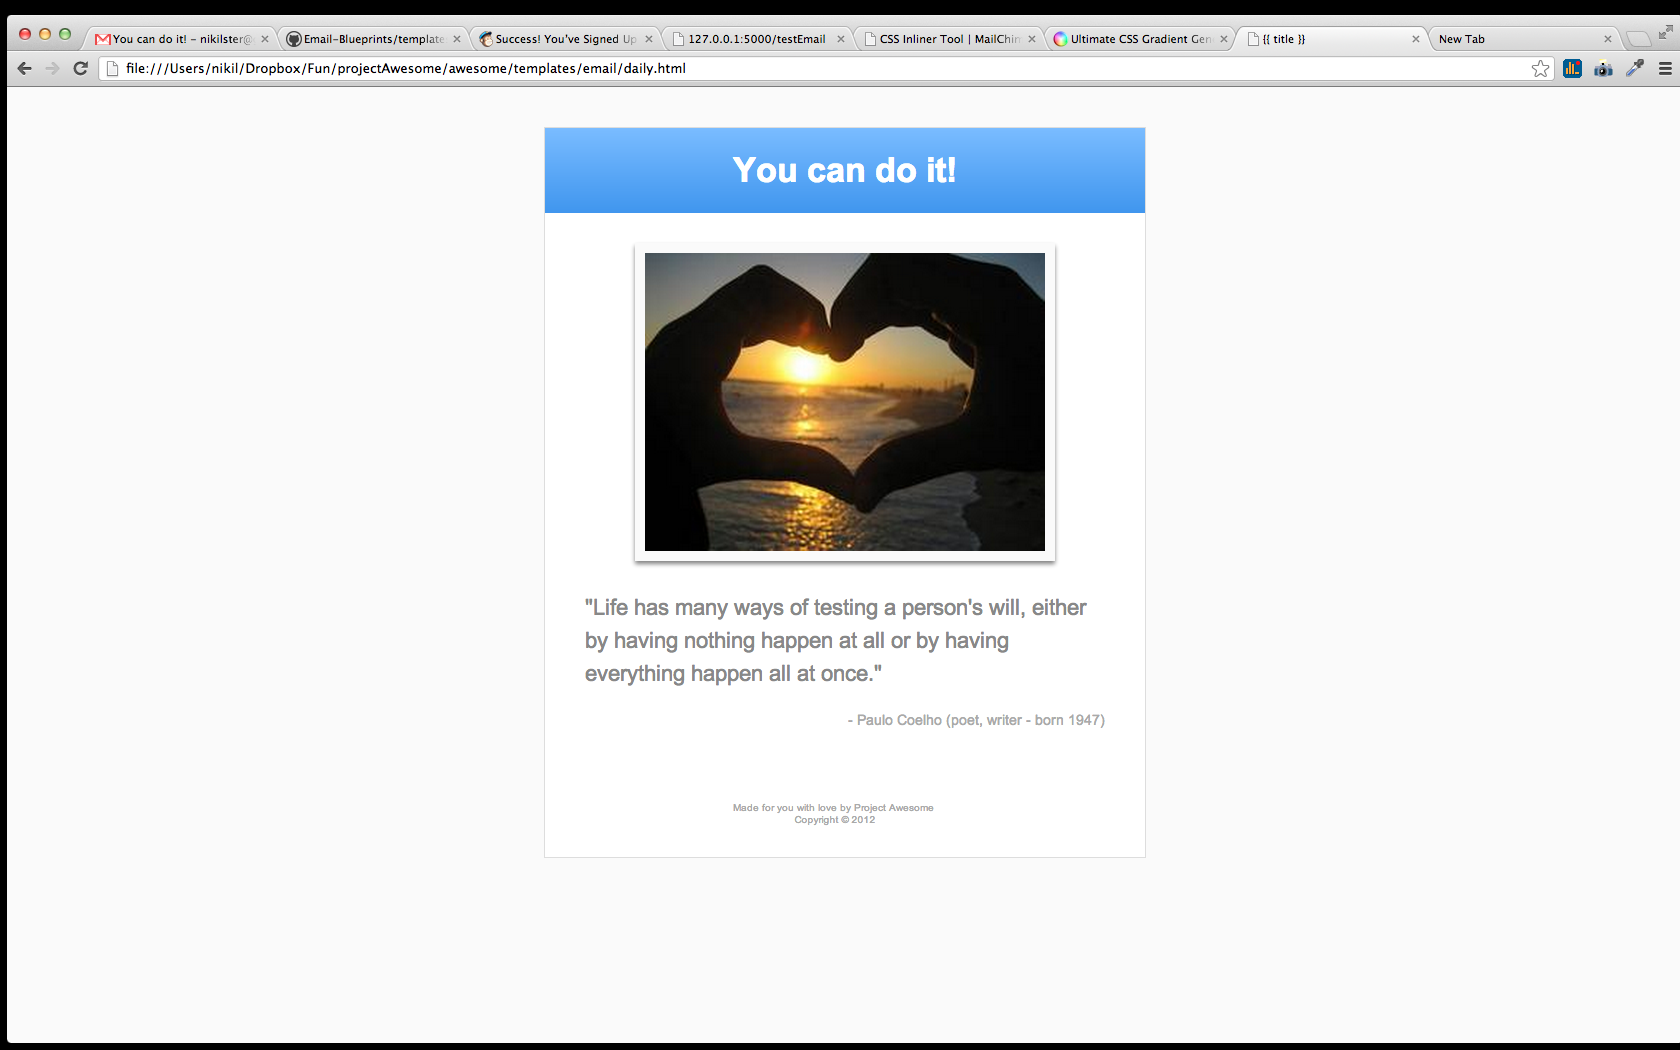 You can do it! – nikilster@
Email-Blueprints/template
Success! You've Signed Up
127.0.0.1:5000/testEmail
CSS Inliner Tool | MailChim
Ultimate CSS Gradient Gen
{{ title }}
New Tab
file:///Users/nikil/Dropbox/Fun/projectAwesome/awesome/templates/email/daily.html
You can do it!
"Life has many ways of testing a person's will, either
by having nothing happen at all or by having
everything happen all at once."
- Paulo Coelho (poet, writer - born 1947)
Made for you with love by Project Awesome
Copyright © 2012